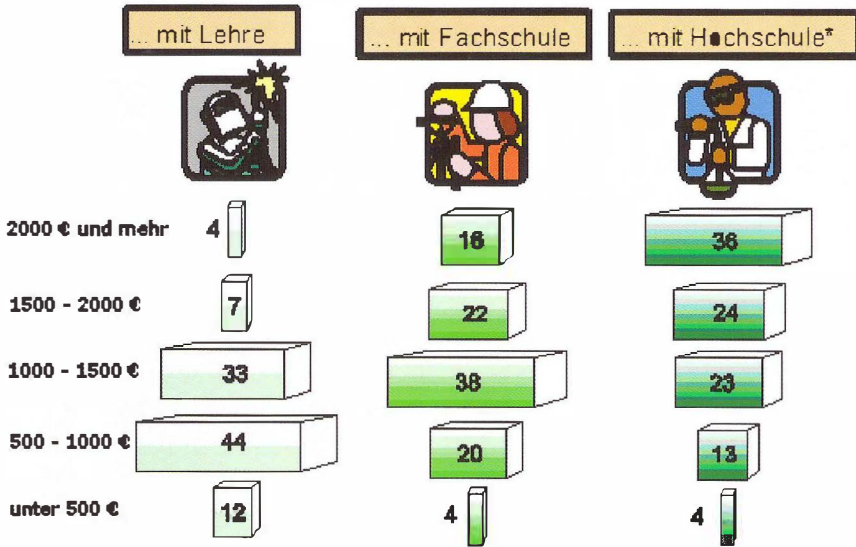 ... mit Lehre ... mit Fachschule ... mit Hochschule*
2000 € und mehr 4 16 36
1500 - 2000 € 7 22 24
1000 - 1500 € 33 38 23
500 - 1000 € 44 20 13
unter 500 € 12 4 4